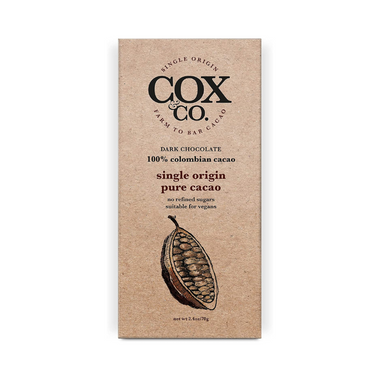 SINGLE ORIGIN
COX
& CO.
FARM TO BAR CACAO
DARK CHOCOLATE
100% colombian cacao
single origin
pure cacao
no refined sugars
suitable for vegans